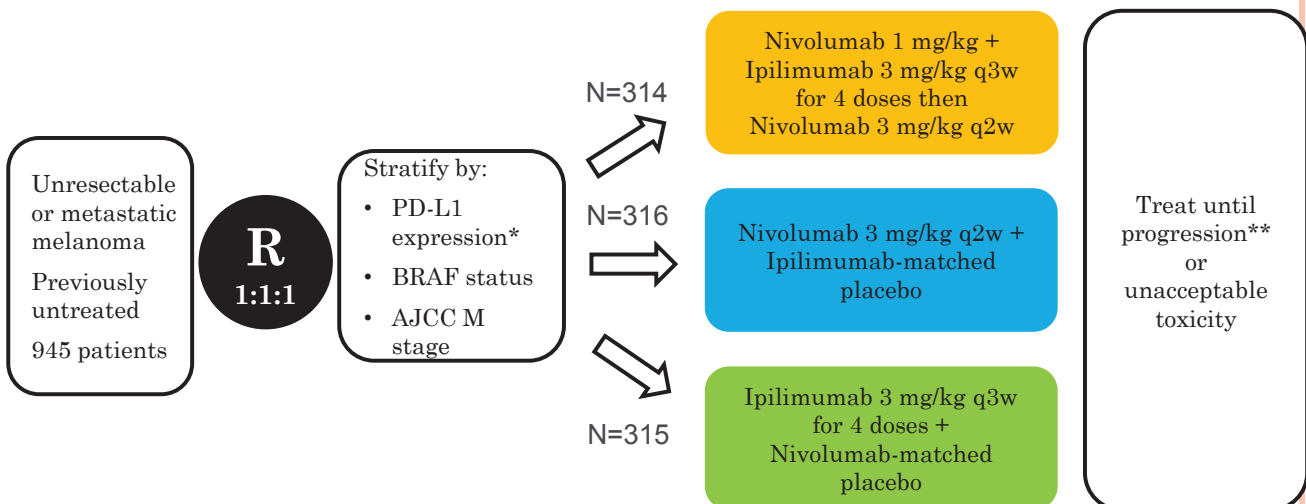 Unresectable
or metastatic
melanoma
Previously
untreated
945 patients
R
1:1:1
Stratify by:
• PD-L1
expression*
• BRAF status
• AJCC M
stage
N=314
N=316
N=315
Nivolumab 1 mg/kg +
Ipilimumab 3 mg/kg q3w
for 4 doses then
Nivolumab 3 mg/kg q2w
Nivolumab 3 mg/kg q2w +
Ipilimumab-matched
placebo
Ipilimumab 3 mg/kg q3w
for 4 doses +
Nivolumab-matched
placebo
Treat until
progression**
or
unacceptable
toxicity